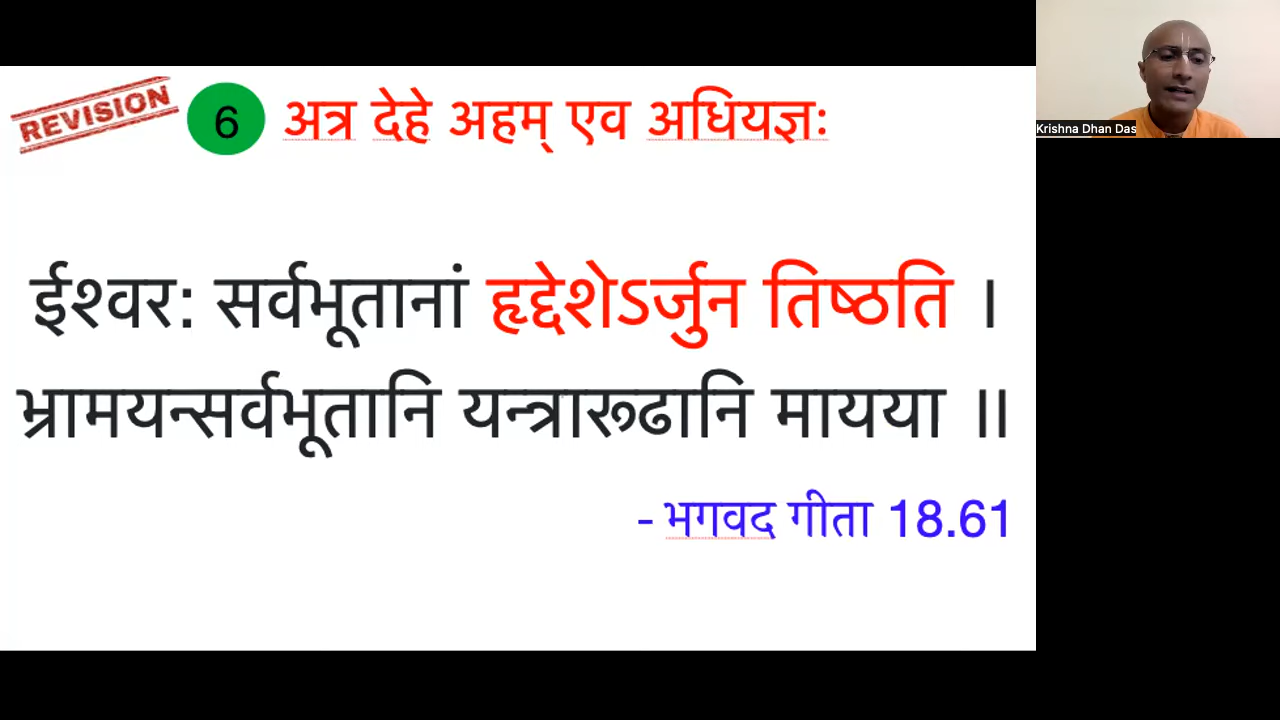 REVISION
6 अत्र देहे अहम् एव अधियज्ञः
ईश्वर: सर्वभूतानां हृद्देशेऽर्जुन तिष्ठति ।
भ्रामयन्सर्वभूतानि यन्त्रारूढानि मायया ॥
- भगवद गीता 18.61
Krishna Dhan Das